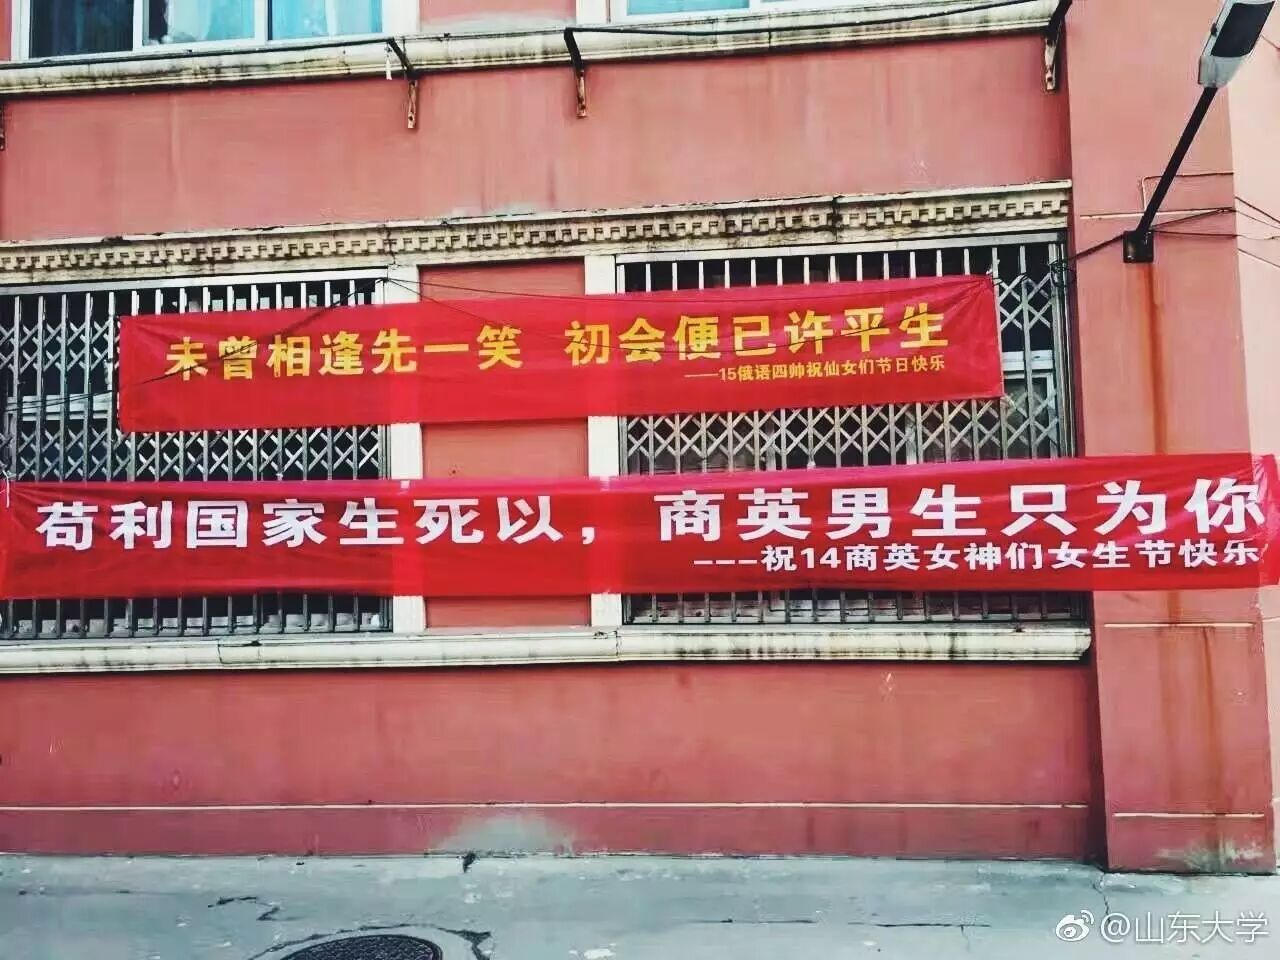 未曾相逢先一笑 初会便已许平生
——15俄语四帅祝仙女们节日快乐
苟利国家生死以，商英男生只为你
---祝14商英女神们女生节快乐
@山东大学